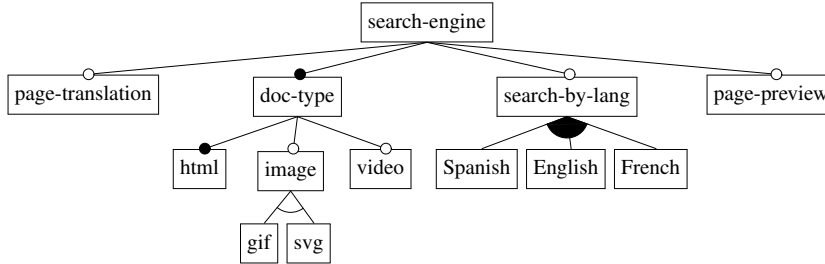 search-engine
page-translation
doc-type
search-by-lang
page-preview
html
image
video
Spanish
English
French
gif
svg